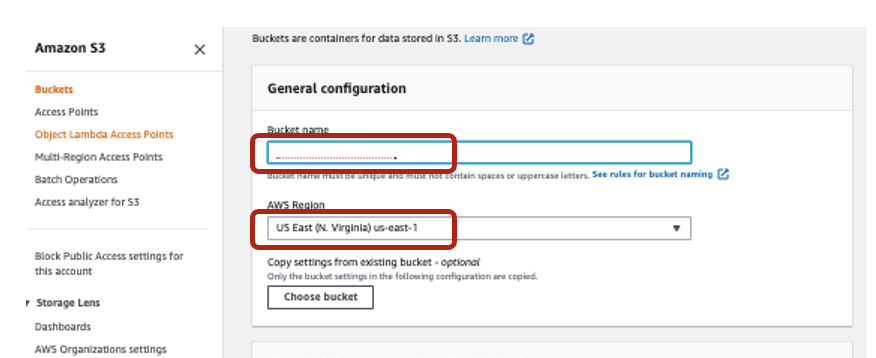 Amazon S3
Buckets
Access Points
Object Lambda Access Points
Multi-Region Access Points
Batch Operations
Access analyzer for S3
Block Public Access settings for
this account
Storage Lens
Dashboards
AWS Organizations settings
Buckets are containers for data stored in S3. Learn more
General configuration
Bucket name
Bucket name must be unique and must not contain spaces or uppercase letters. See rules for bucket naming
AWS Region
US East (N. Virginia) us-east-1
Copy settings from existing bucket - optional
Only the bucket settings in the following configuration are copied.
Choose bucket